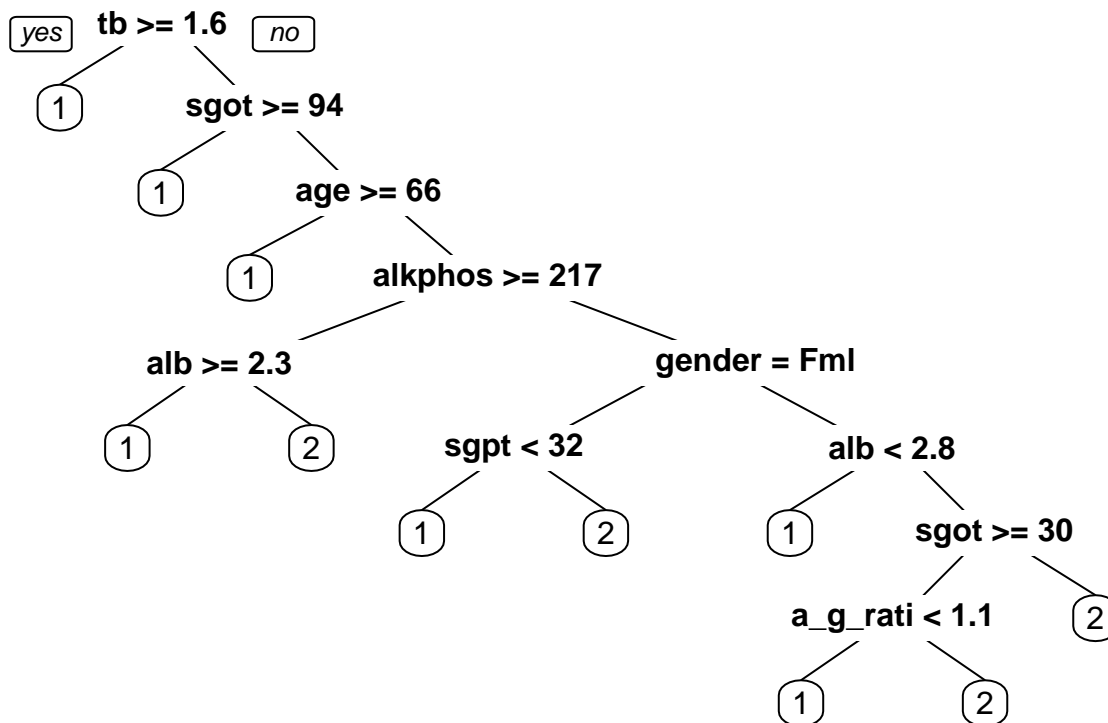 yes tb >= 1.6 no
1 sgot >= 94
1 age >= 66
1 alkphos >= 217
alb >= 2.3 gender = Fml
1 2 sgpt < 32 alb < 2.8
1 2 1 sgot >= 30
a_g_rati < 1.1 2
1 2